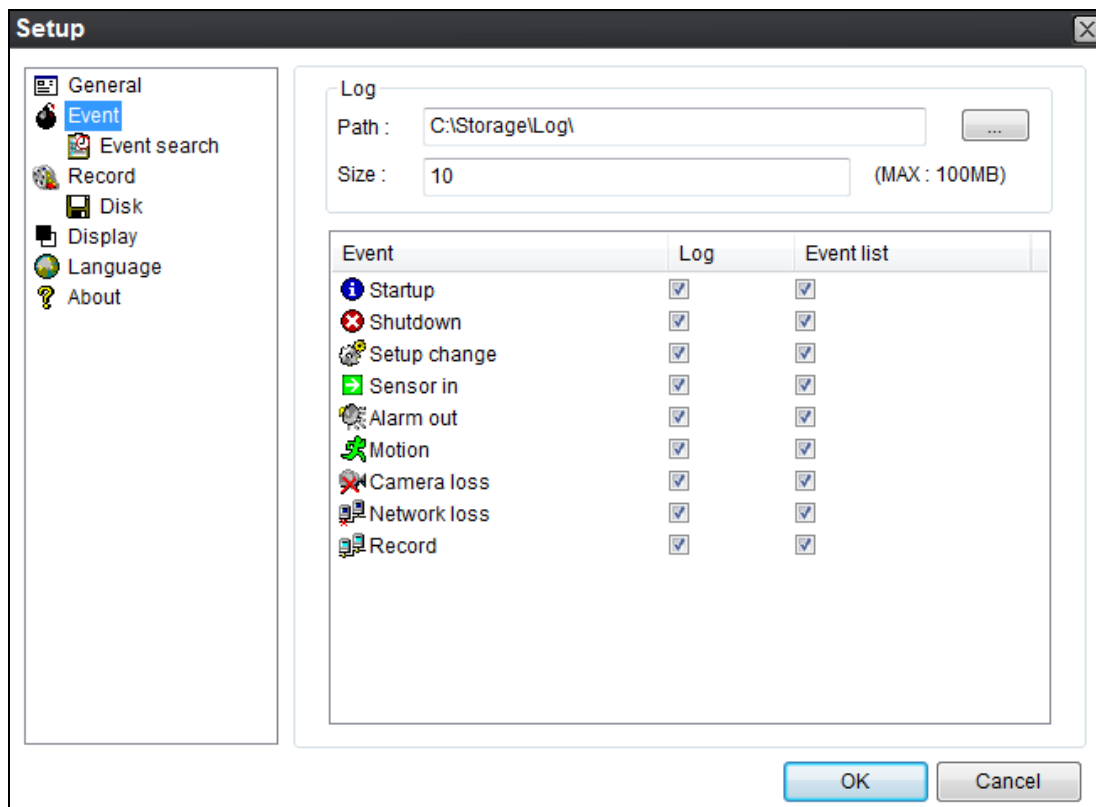 Setup
General
Event
Event search
Record
Disk
Display
Language
About
Log
Path : C:\Storage\Log\ ...
Size : 10 (MAX : 100MB)
Event Log Event list
Startup
Shutdown
Setup change
Sensor in
Alarm out
Motion
Camera loss
Network loss
Record
OK Cancel